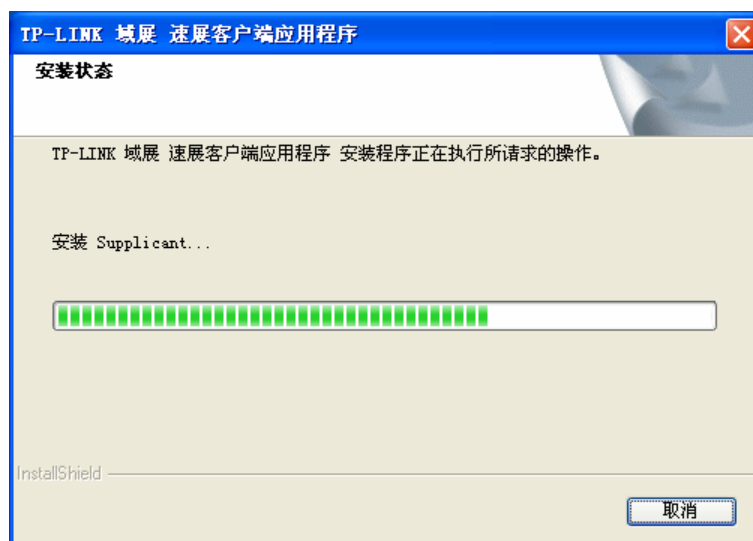 TP-LINK 域展 速展客户端应用程序
安装状态
TP-LINK 域展 速展客户端应用程序 安装程序正在执行所请求的操作。
安装 Supplicant...
InstallShield
取消